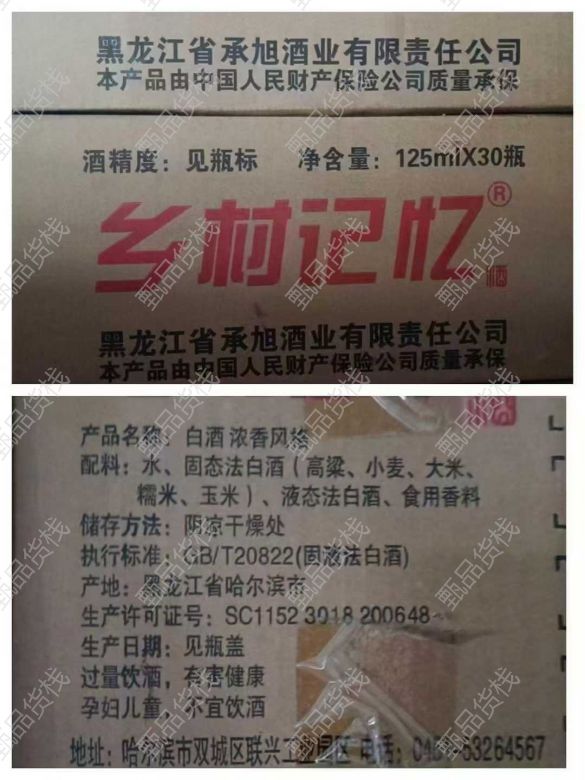 黑龙江省承旭酒业有限责任公司
本产品由中国人民财产保险公司质量承保
酒精度：见瓶标 净含量：125mlX30瓶
乡村记忆®
酒
黑龙江省承旭酒业有限责任公司
本产品由中国人民财产保险公司质量承保
产品名称：白酒 浓香风格
配料：水、固态法白酒（高粱、小麦、大米、
糯米、玉米）、液态法白酒、食用香料
储存方法：阴凉干燥处
执行标准：GB/T20822(固液法白酒)
产地：黑龙江省哈尔滨市
生产许可证号：SC1152 3018 200648
生产日期：见瓶盖
过量饮酒，有害健康
孕妇儿童，不宜饮酒
地址：哈尔滨市双城区联兴工业园区 电话：0451-53264567
甄品货栈